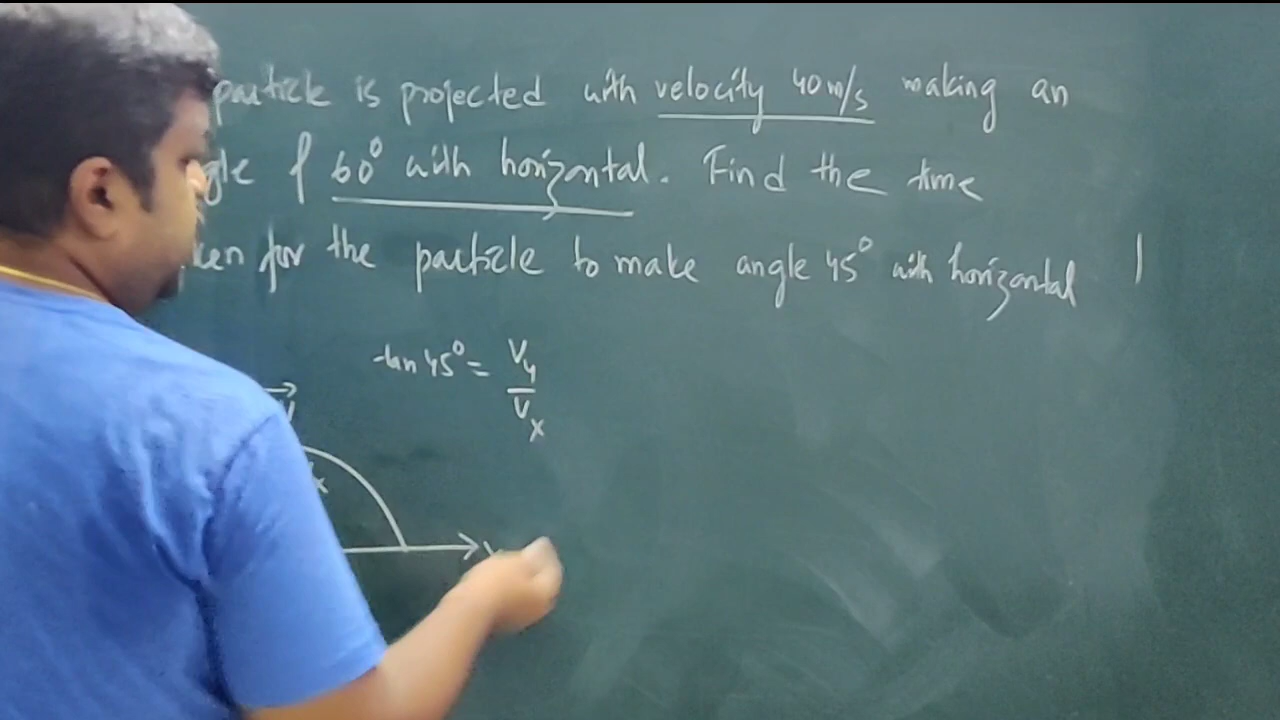 particle is projected with velocity 40 m/s making an
gle of 60° with horizontal. Find the time
ken for the particle to make angle 45° with horizontal |
tan 45° = Vy
Vx
V
x
x